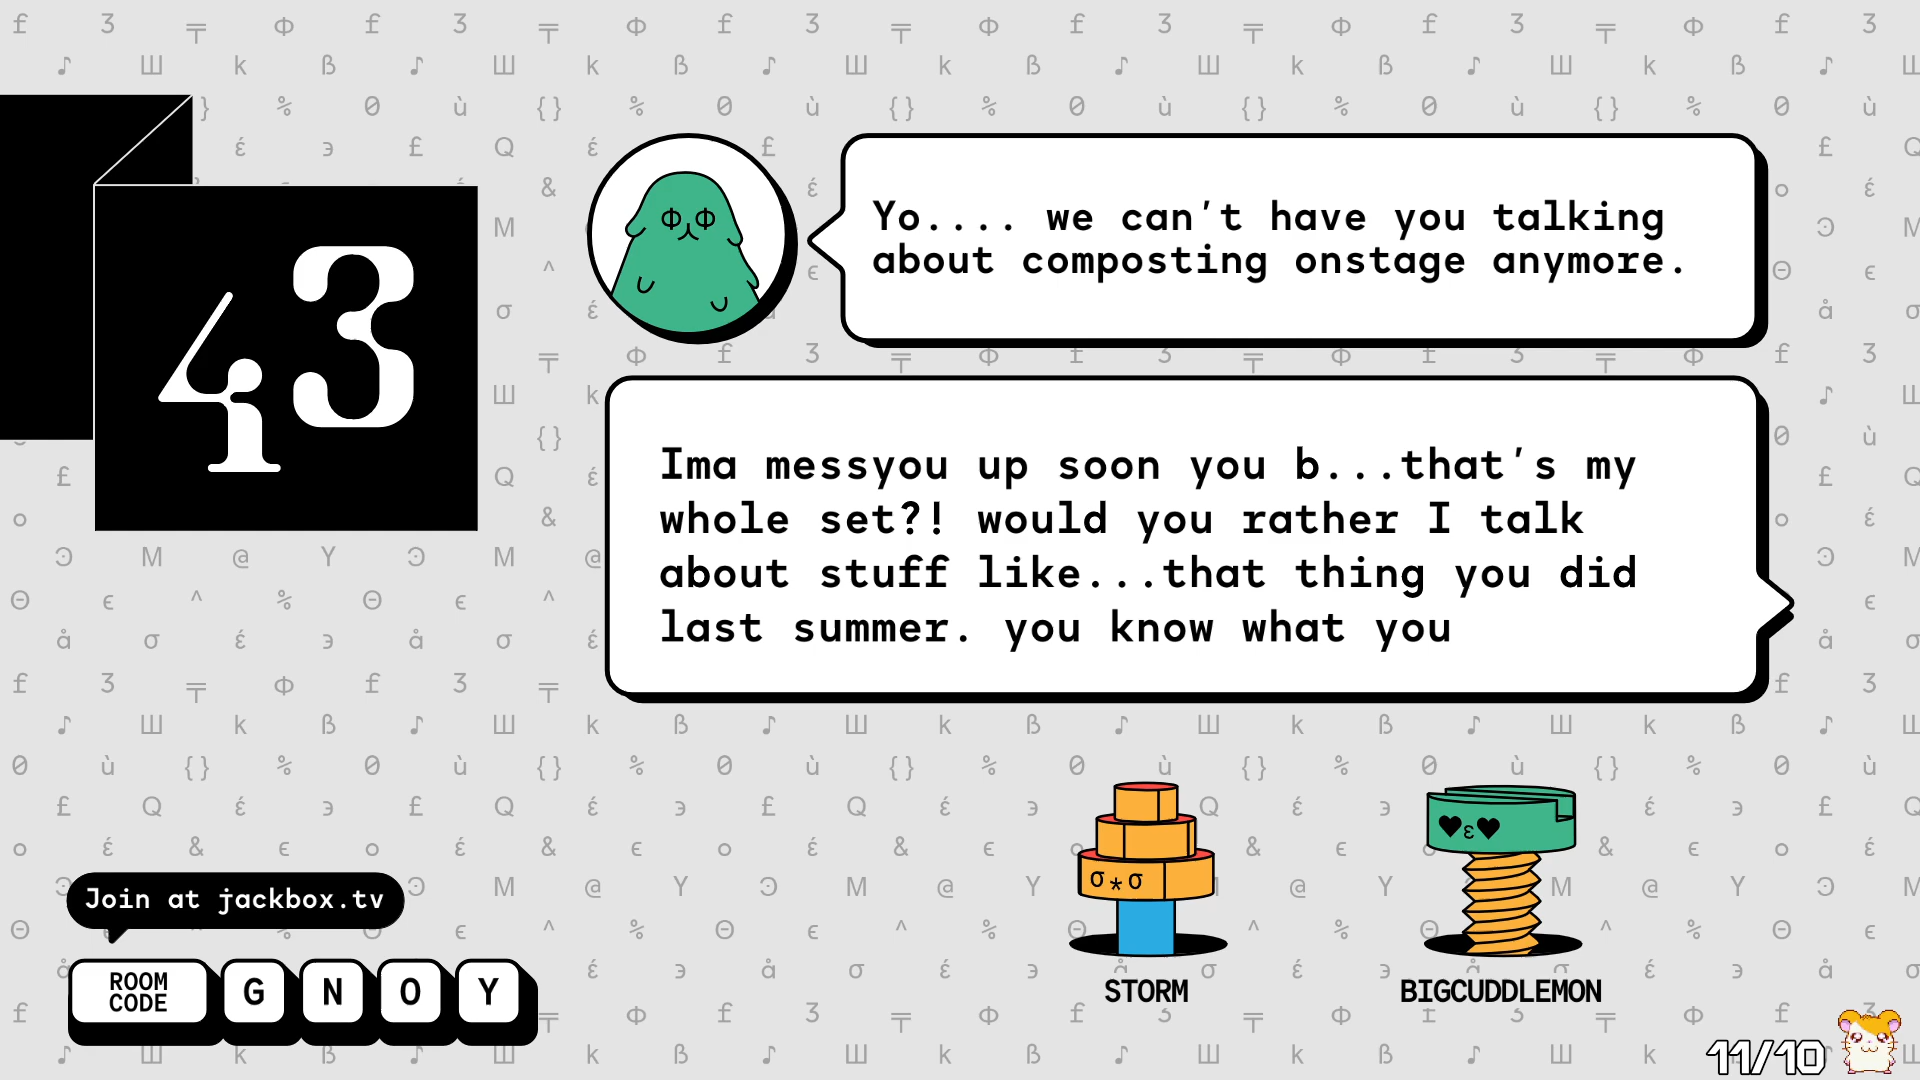 43
Yo.... we can't have you talking
about composting onstage anymore.
Ima messyou up soon you b...that's my
whole set?! would you rather I talk
about stuff like...that thing you did
last summer. you know what you
Join at jackbox.tv
ROOM
CODE
G N O Y
STORM
BIGCUDDLEMON
11/10